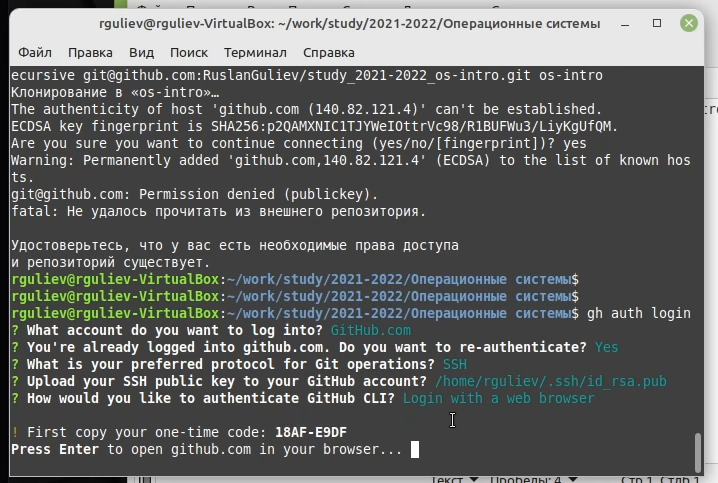 rguliev@rguliev-VirtualBox: ~/work/study/2021-2022/Операционные системы
Файл Правка Вид Поиск Терминал Справка
ecursive git@github.com:RuslanGuliev/study_2021-2022_os-intro.git os-intro
Клонирование в «os-intro»…
The authenticity of host 'github.com (140.82.121.4)' can't be established.
ECDSA key fingerprint is SHA256:p2QAMXNIC1TJYWeIOttrVc98/R1BUFWu3/LiyKgUfQM.
Are you sure you want to continue connecting (yes/no/[fingerprint])? yes
Warning: Permanently added 'github.com,140.82.121.4' (ECDSA) to the list of known hos
ts.
git@github.com: Permission denied (publickey).
fatal: Не удалось прочитать из внешнего репозитория.
Удостоверьтесь, что у вас есть необходимые права доступа
и репозиторий существует.
rguliev@rguliev-VirtualBox:~/work/study/2021-2022/Операционные системы$
rguliev@rguliev-VirtualBox:~/work/study/2021-2022/Операционные системы$
rguliev@rguliev-VirtualBox:~/work/study/2021-2022/Операционные системы$ gh auth login
? What account do you want to log into? GitHub.com
? You're already logged into github.com. Do you want to re-authenticate? Yes
? What is your preferred protocol for Git operations? SSH
? Upload your SSH public key to your GitHub account? /home/rguliev/.ssh/id_rsa.pub
? How would you like to authenticate GitHub CLI? Login with a web browser
! First copy your one-time code: 18AF-E9DF
Press Enter to open github.com in your browser...
Текст Пробелы: 4 Стр 1, Стлб 1